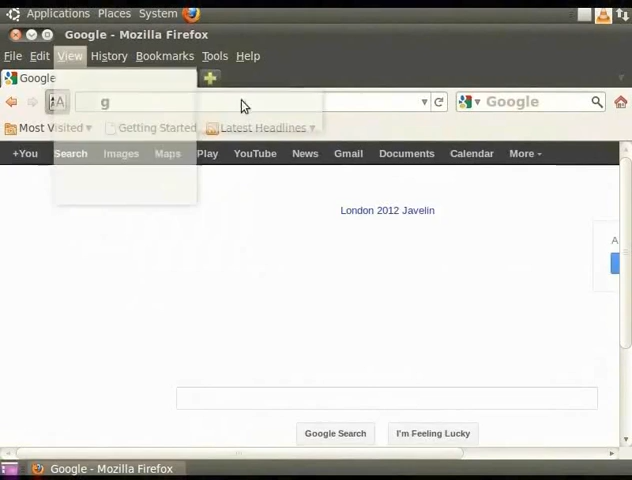 Applications Places System
Google - Mozilla Firefox
File Edit View History Bookmarks Tools Help
Google
A g Google
Most Visited Getting Started Latest Headlines
+You Search Images Maps Play YouTube News Gmail Documents Calendar More
London 2012 Javelin
A
Google Search I'm Feeling Lucky
Google - Mozilla Firefox